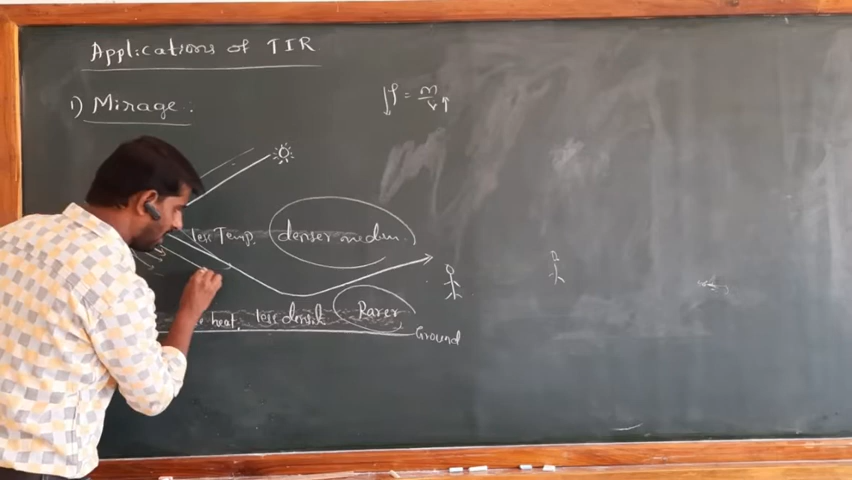 Applications of TIR
1) Mirage :
ρ = m/v ↑
less Temp. denser medium
heat, less density Rarer
Ground